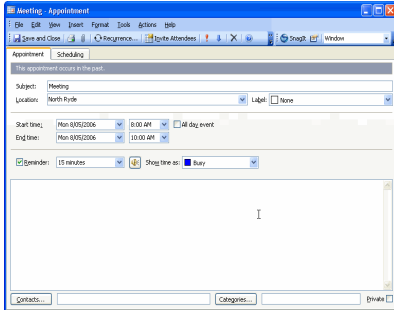 Meeting - Appointment
File Edit View Insert Format Tools Actions Help
Save and Close Recurrence... Invite Attendees SnagIt Window
Appointment Scheduling
This appointment occurs in the past.
Subject: Meeting
Location: North Ryde Label: None
Start time: Mon 8/05/2006 8:00 AM All day event
End time: Mon 8/05/2006 10:00 AM
Reminder: 15 minutes Show time as: Busy
Contacts... Categories... Private